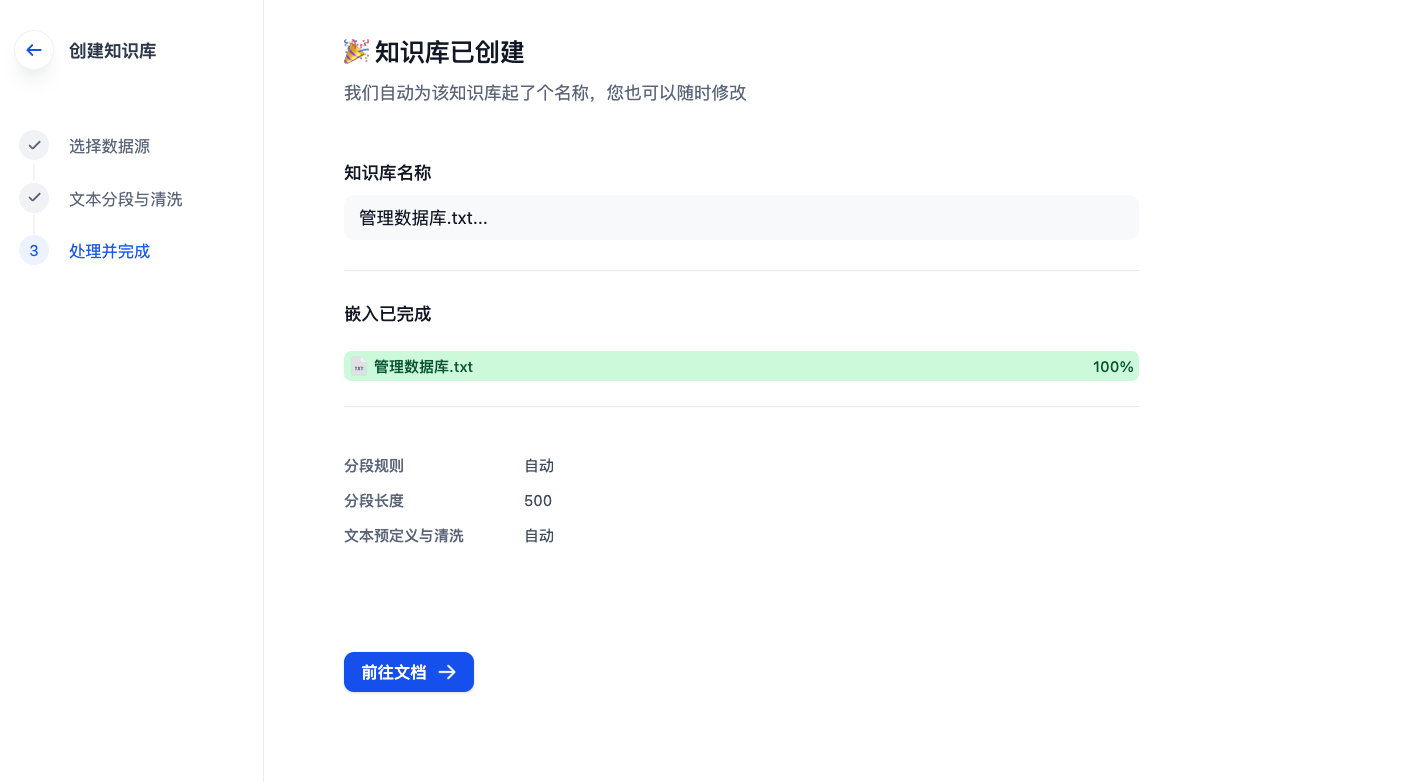 创建知识库
选择数据源
文本分段与清洗
3 处理并完成
🎉 知识库已创建
我们自动为该知识库起了个名称，您也可以随时修改
知识库名称
管理数据库.txt...
嵌入已完成
TXT 管理数据库.txt 100%
分段规则 自动
分段长度 500
文本预定义与清洗 自动
前往文档